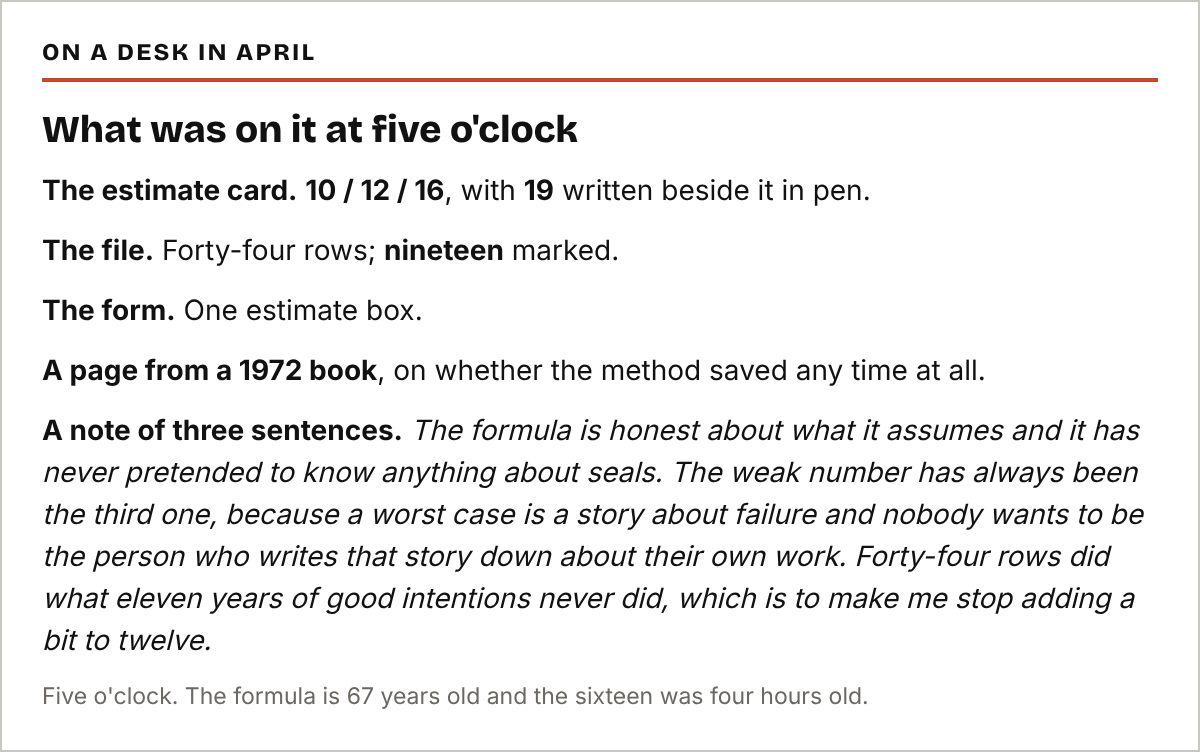 ON A DESK IN APRIL
What was on it at five o'clock
The estimate card. 10 / 12 / 16, with 19 written beside it in pen.
The file. Forty-four rows; nineteen marked.
The form. One estimate box.
A page from a 1972 book, on whether the method saved any time at all.
A note of three sentences. The formula is honest about what it assumes and it has
never pretended to know anything about seals. The weak number has always been
the third one, because a worst case is a story about failure and nobody wants to be
the person who writes that story down about their own work. Forty-four rows did
what eleven years of good intentions never did, which is to make me stop adding a
bit to twelve.
Five o'clock. The formula is 67 years old and the sixteen was four hours old.